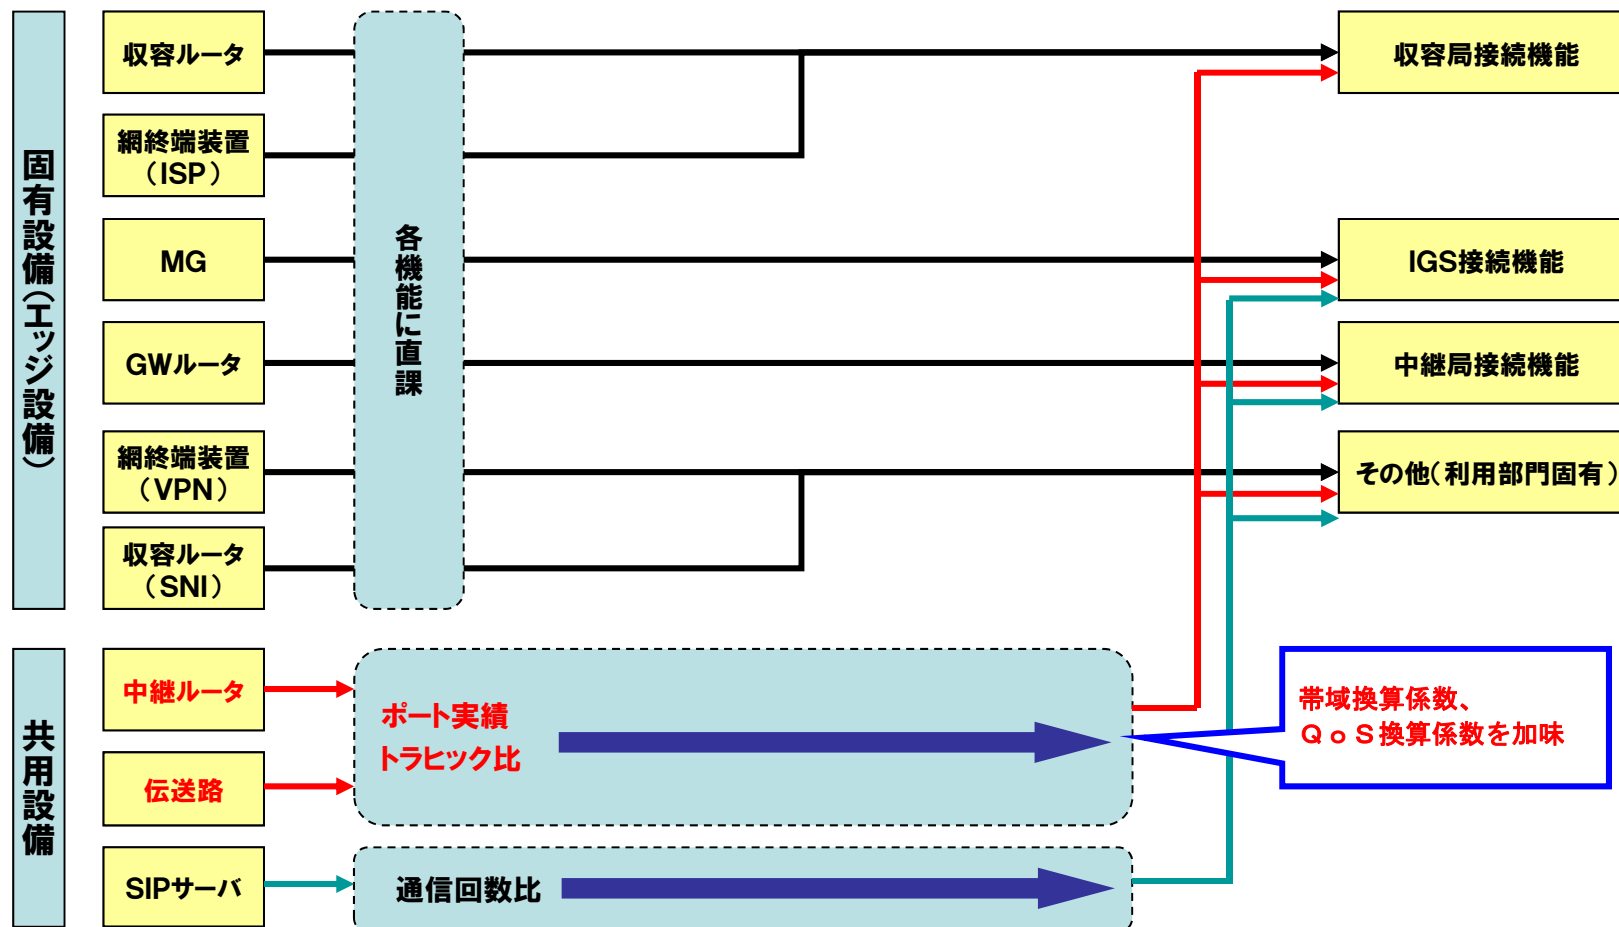 固有設備(エッジ設備)
収容ルータ
網終端装置
(ISP)
MG
GWルータ
網終端装置
(VPN)
収容ルータ
(SNI)
各機能に直課
収容局接続機能
IGS接続機能
中継局接続機能
その他(利用部門固有)
共用設備
中継ルータ
伝送路
SIPサーバ
ポート実績
トラヒック比
通信回数比
帯域換算係数、
QoS換算係数を加味